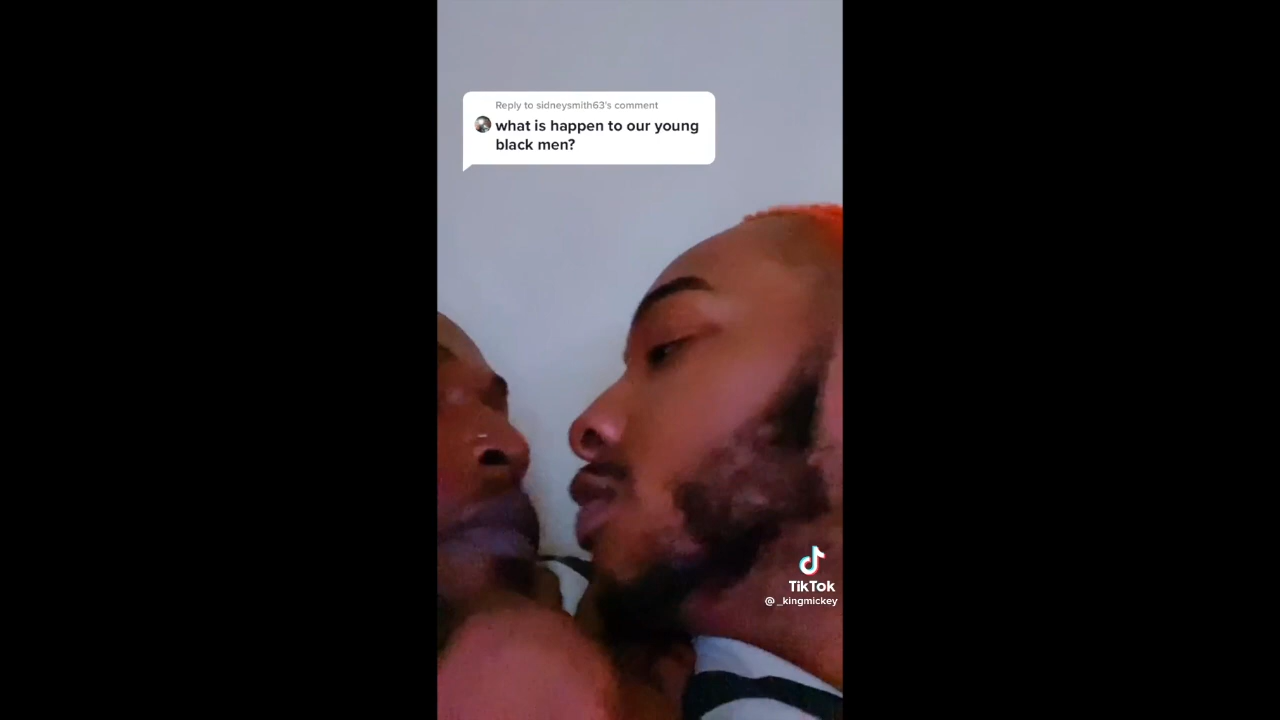 Reply to sidneysmith63's comment
what is happen to our young
black men?
TikTok
@ _kingmickey